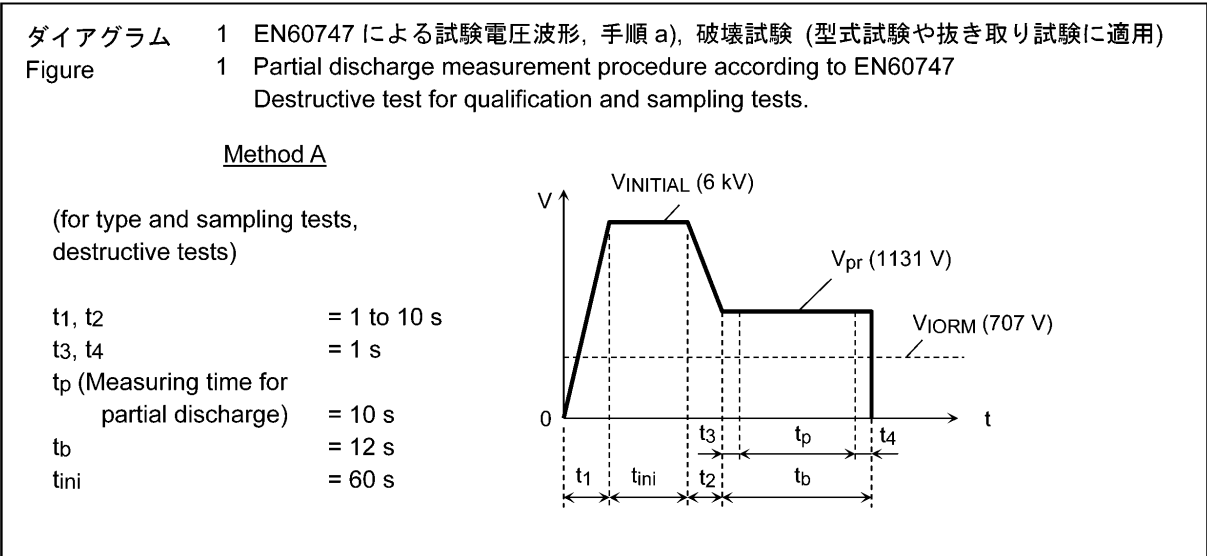 ダイアグラム 1 EN60747 による試験電圧波形, 手順 a), 破壊試験 (型式試験や抜き取り試験に適用)
Figure 1 Partial discharge measurement procedure according to EN60747
Destructive test for qualification and sampling tests.
Method A
(for type and sampling tests,
destructive tests)
t1, t2 = 1 to 10 s
t3, t4 = 1 s
tp (Measuring time for
partial discharge) = 10 s
tb = 12 s
tini = 60 s
VINITIAL (6 kV)
V
Vpr (1131 V)
VIORM (707 V)
0
t
t3 tp t4
t1 tini t2 tb